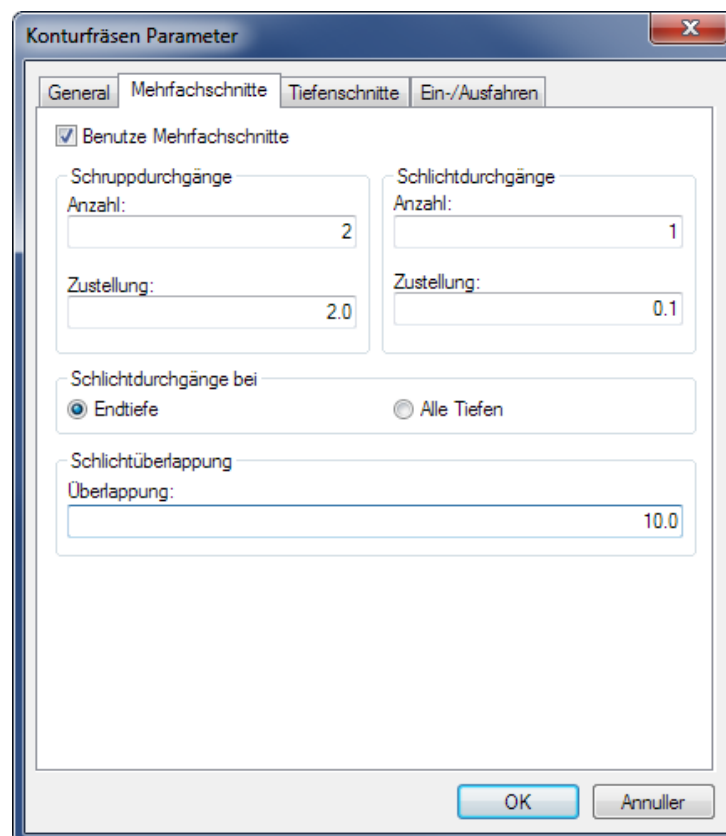 Konturfräsen Parameter
General Mehrfachschnitte Tiefenschnitte Ein-/Ausfahren
Benutze Mehrfachschnitte
Schruppdurchgänge Schlichtdurchgänge
Anzahl: Anzahl:
2 1
Zustellung: Zustellung:
2.0 0.1
Schlichtdurchgänge bei
Endtiefe Alle Tiefen
Schlichtüberlappung
Überlappung:
10.0
OK Annuller